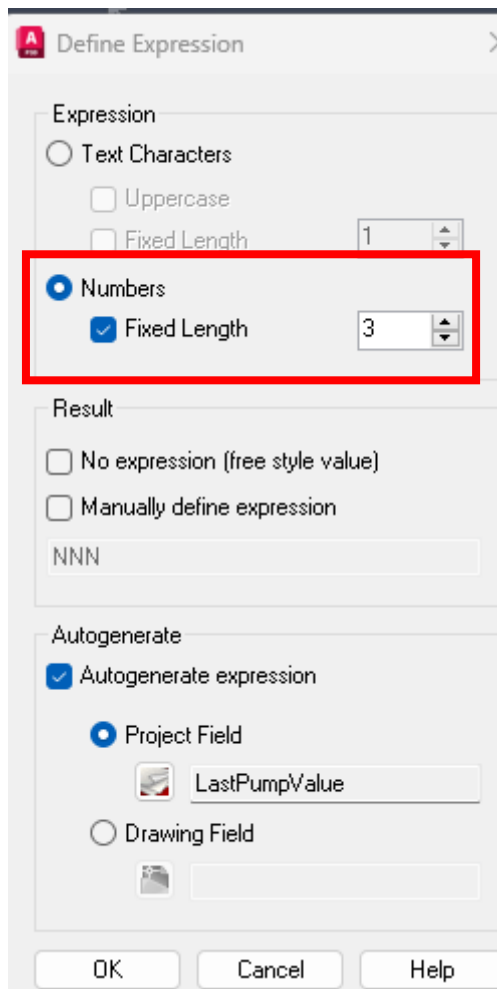 Define Expression
Expression
Text Characters
Uppercase
Fixed Length 1
Numbers
Fixed Length 3
Result
No expression (free style value)
Manually define expression
NNN
Autogenerate
Autogenerate expression
Project Field
LastPumpValue
Drawing Field
OK Cancel Help